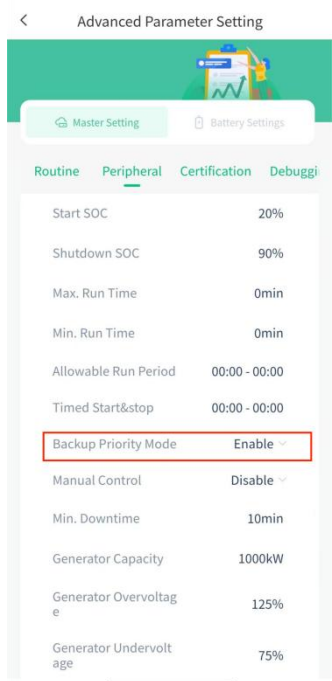 Advanced Parameter Setting
Master Setting Battery Settings
Routine Peripheral Certification Debuggi
Start SOC 20%
Shutdown SOC 90%
Max. Run Time 0min
Min. Run Time 0min
Allowable Run Period 00:00 - 00:00
Timed Start&stop 00:00 - 00:00
Backup Priority Mode Enable
Manual Control Disable
Min. Downtime 10min
Generator Capacity 1000kW
Generator Overvoltag
e 125%
Generator Undervolt
age 75%